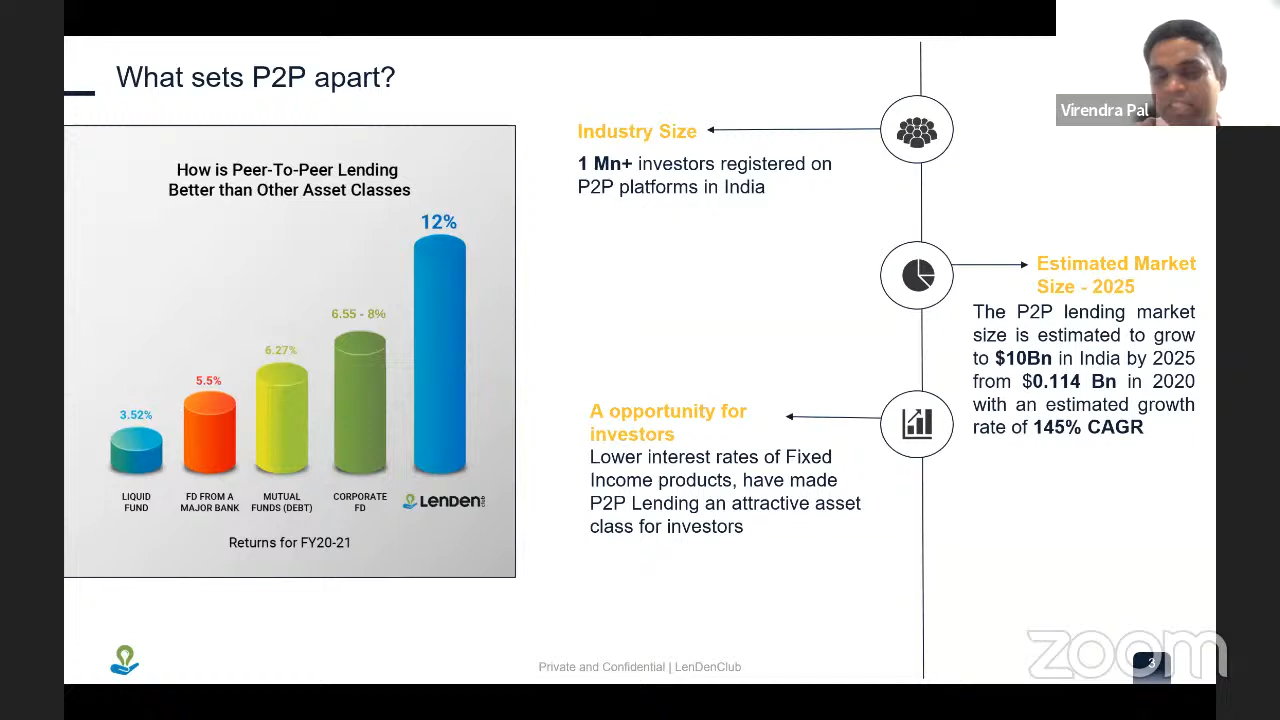 What sets P2P apart?
Virendra Pal
How is Peer-To-Peer Lending
Better than Other Asset Classes
12%
6.55 - 8%
6.27%
5.5%
3.52%
LIQUID
FUND
FD FROM A
MAJOR BANK
MUTUAL
FUNDS (DEBT)
CORPORATE
FD
LENDEN club
Returns for FY20-21
Industry Size
1 Mn+ investors registered on
P2P platforms in India
Estimated Market
Size - 2025
The P2P lending market
size is estimated to grow
to $10Bn in India by 2025
from $0.114 Bn in 2020
with an estimated growth
rate of 145% CAGR
A opportunity for
investors
Lower interest rates of Fixed
Income products, have made
P2P Lending an attractive asset
class for investors
Private and Confidential | LenDenClub
zoom
3